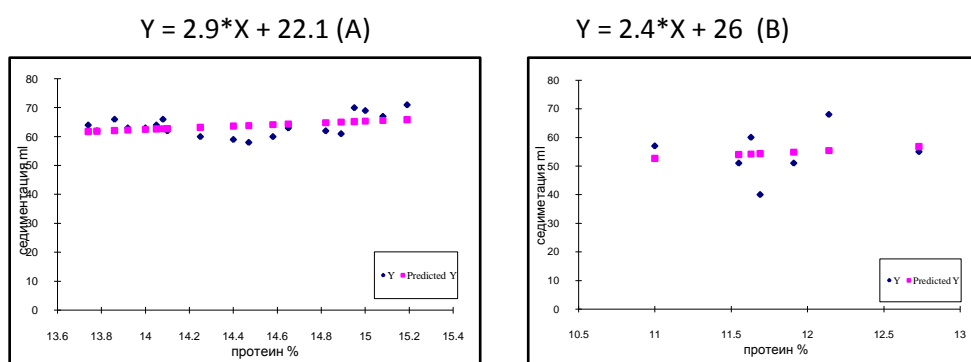 Y = 2.9*X + 22.1 (A)
Y = 2.4*X + 26 (B)
80
70
60
50
40
30
20
10
0
седиментация ml
13.6 13.8 14 14.2 14.4 14.6 14.8 15 15.2 15.4
протеин %
Y Predicted Y
80
70
60
50
40
30
20
10
0
седиметация ml
10.5 11 11.5 12 12.5 13
протеин %
Y Predicted Y